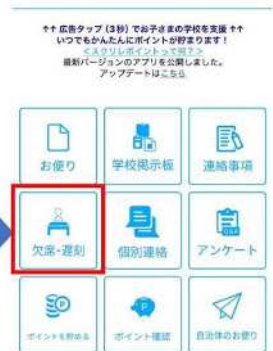 ↑↑ 広告タップ (3秒) でお子さまの学校を支援 ↑↑
いつでもかんたんにポイントが貯まります！
<スクリレポイントって何？>
最新バージョンのアプリを公開しました。
アップデートはこちら
お便り
学校掲示板
連絡事項
欠席・遅刻
個別連絡
Q&A
アンケート
ポイントを貯める
ポイント確認
自治体のお便り